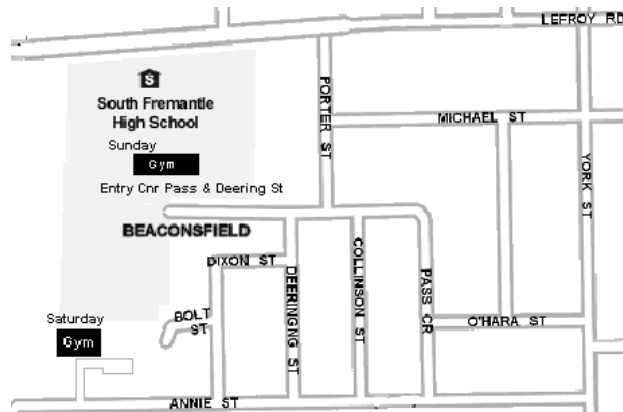 LEFROY RD
S
South Fremantle
High School
Sunday
Gym
Entry Cnr Pass & Deering St
PORTER ST
MICHAEL ST
YORK ST
BEACONSFIELD
DIXON ST
DEERINGNG ST
COLLINSON ST
PASS CR
BOLT
ST
O'HARA ST
Saturday
Gym
ANNIE ST